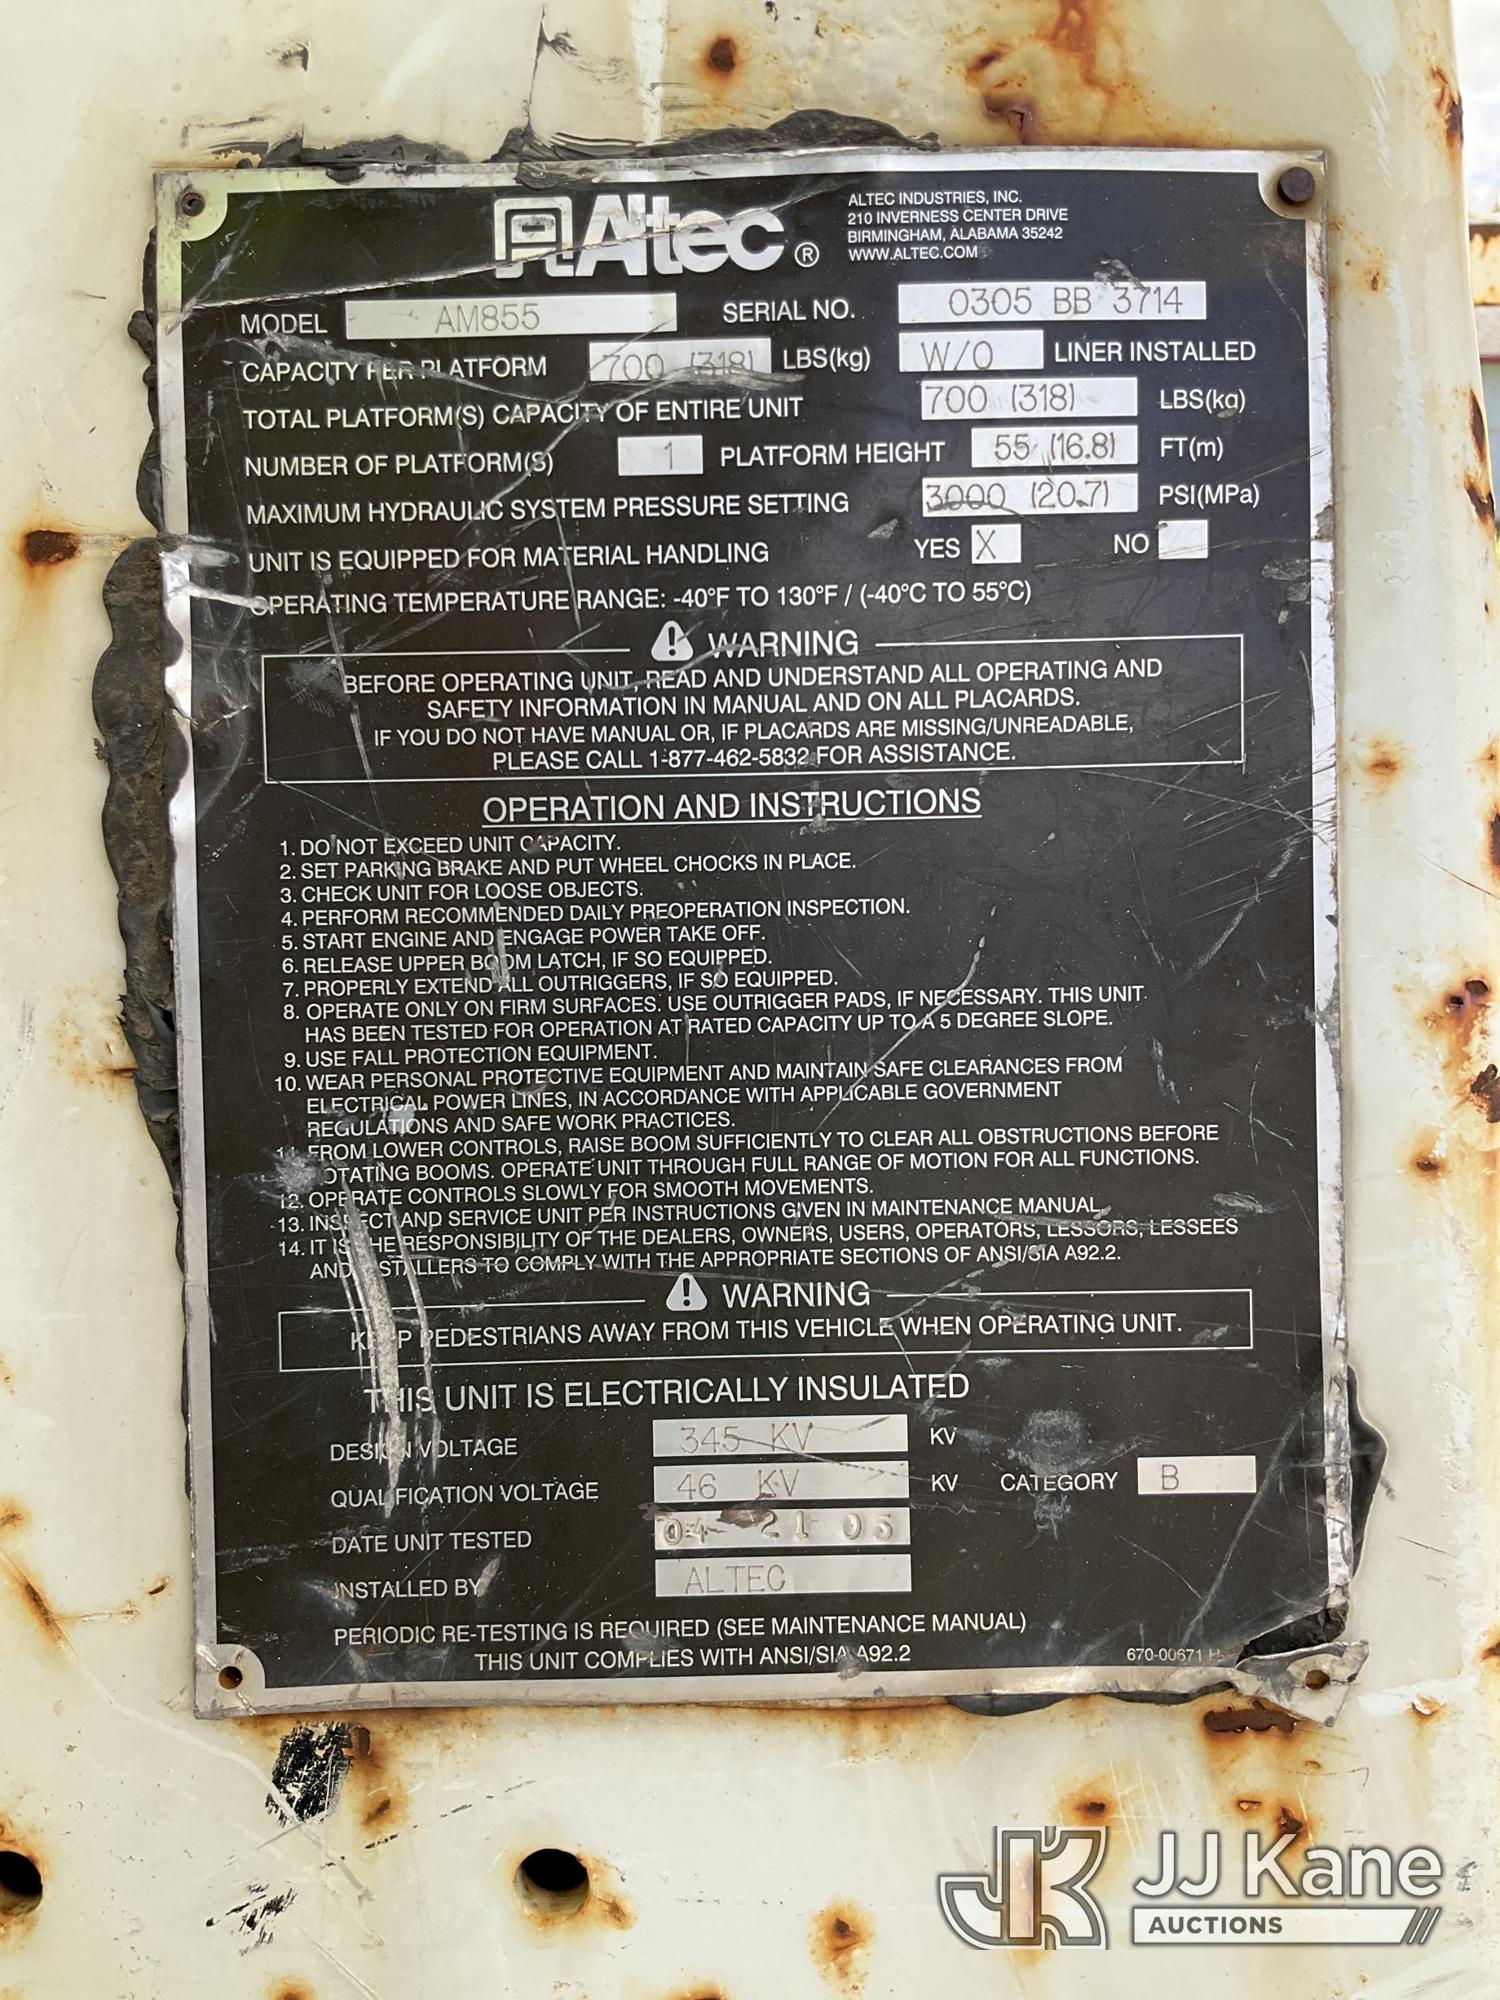 Altec®
ALTEC INDUSTRIES, INC.
210 INVERNESS CENTER DRIVE
BIRMINGHAM, ALABAMA 35242
WWW.ALTEC.COM
MODEL AM855 SERIAL NO. 0305 BB 3714
CAPACITY PER PLATFORM 700 (318) LBS(kg) W/O LINER INSTALLED
TOTAL PLATFORM(S) CAPACITY OF ENTIRE UNIT 700 (318) LBS(kg)
NUMBER OF PLATFORM(S) 1 PLATFORM HEIGHT 55 (16.8) FT(m)
MAXIMUM HYDRAULIC SYSTEM PRESSURE SETTING 3000 (20.7) PSI(MPa)
UNIT IS EQUIPPED FOR MATERIAL HANDLING YES X NO
OPERATING TEMPERATURE RANGE: -40°F TO 130°F / (-40°C TO 55°C)
WARNING
BEFORE OPERATING UNIT, READ AND UNDERSTAND ALL OPERATING AND
SAFETY INFORMATION IN MANUAL AND ON ALL PLACARDS.
IF YOU DO NOT HAVE MANUAL OR, IF PLACARDS ARE MISSING/UNREADABLE,
PLEASE CALL 1-877-462-5832 FOR ASSISTANCE.
OPERATION AND INSTRUCTIONS
1. DO NOT EXCEED UNIT CAPACITY.
2. SET PARKING BRAKE AND PUT WHEEL CHOCKS IN PLACE.
3. CHECK UNIT FOR LOOSE OBJECTS.
4. PERFORM RECOMMENDED DAILY PREOPERATION INSPECTION.
5. START ENGINE AND ENGAGE POWER TAKE OFF.
6. RELEASE UPPER BOOM LATCH, IF SO EQUIPPED.
7. PROPERLY EXTEND ALL OUTRIGGERS, IF SO EQUIPPED.
8. OPERATE ONLY ON FIRM SURFACES. USE OUTRIGGER PADS, IF NECESSARY. THIS UNIT
HAS BEEN TESTED FOR OPERATION AT RATED CAPACITY UP TO A 5 DEGREE SLOPE.
9. USE FALL PROTECTION EQUIPMENT.
10. WEAR PERSONAL PROTECTIVE EQUIPMENT AND MAINTAIN SAFE CLEARANCES FROM
ELECTRICAL POWER LINES, IN ACCORDANCE WITH APPLICABLE GOVERNMENT
REGULATIONS AND SAFE WORK PRACTICES.
11. FROM LOWER CONTROLS, RAISE BOOM SUFFICIENTLY TO CLEAR ALL OBSTRUCTIONS BEFORE
ROTATING BOOMS. OPERATE UNIT THROUGH FULL RANGE OF MOTION FOR ALL FUNCTIONS.
12. OPERATE CONTROLS SLOWLY FOR SMOOTH MOVEMENTS.
13. INSPECT AND SERVICE UNIT PER INSTRUCTIONS GIVEN IN MAINTENANCE MANUAL.
14. IT IS THE RESPONSIBILITY OF THE DEALERS, OWNERS, USERS, OPERATORS, LESSORS, LESSEES
AND INSTALLERS TO COMPLY WITH THE APPROPRIATE SECTIONS OF ANSI/SIA A92.2.
WARNING
KEEP PEDESTRIANS AWAY FROM THIS VEHICLE WHEN OPERATING UNIT.
THIS UNIT IS ELECTRICALLY INSULATED
DESIGN VOLTAGE 345 KV KV
QUALIFICATION VOLTAGE 46 KV KV CATEGORY B
DATE UNIT TESTED 04 21 05
INSTALLED BY ALTEC
PERIODIC RE-TESTING IS REQUIRED (SEE MAINTENANCE MANUAL)
THIS UNIT COMPLIES WITH ANSI/SIA A92.2
670-00671
JJ Kane
AUCTIONS